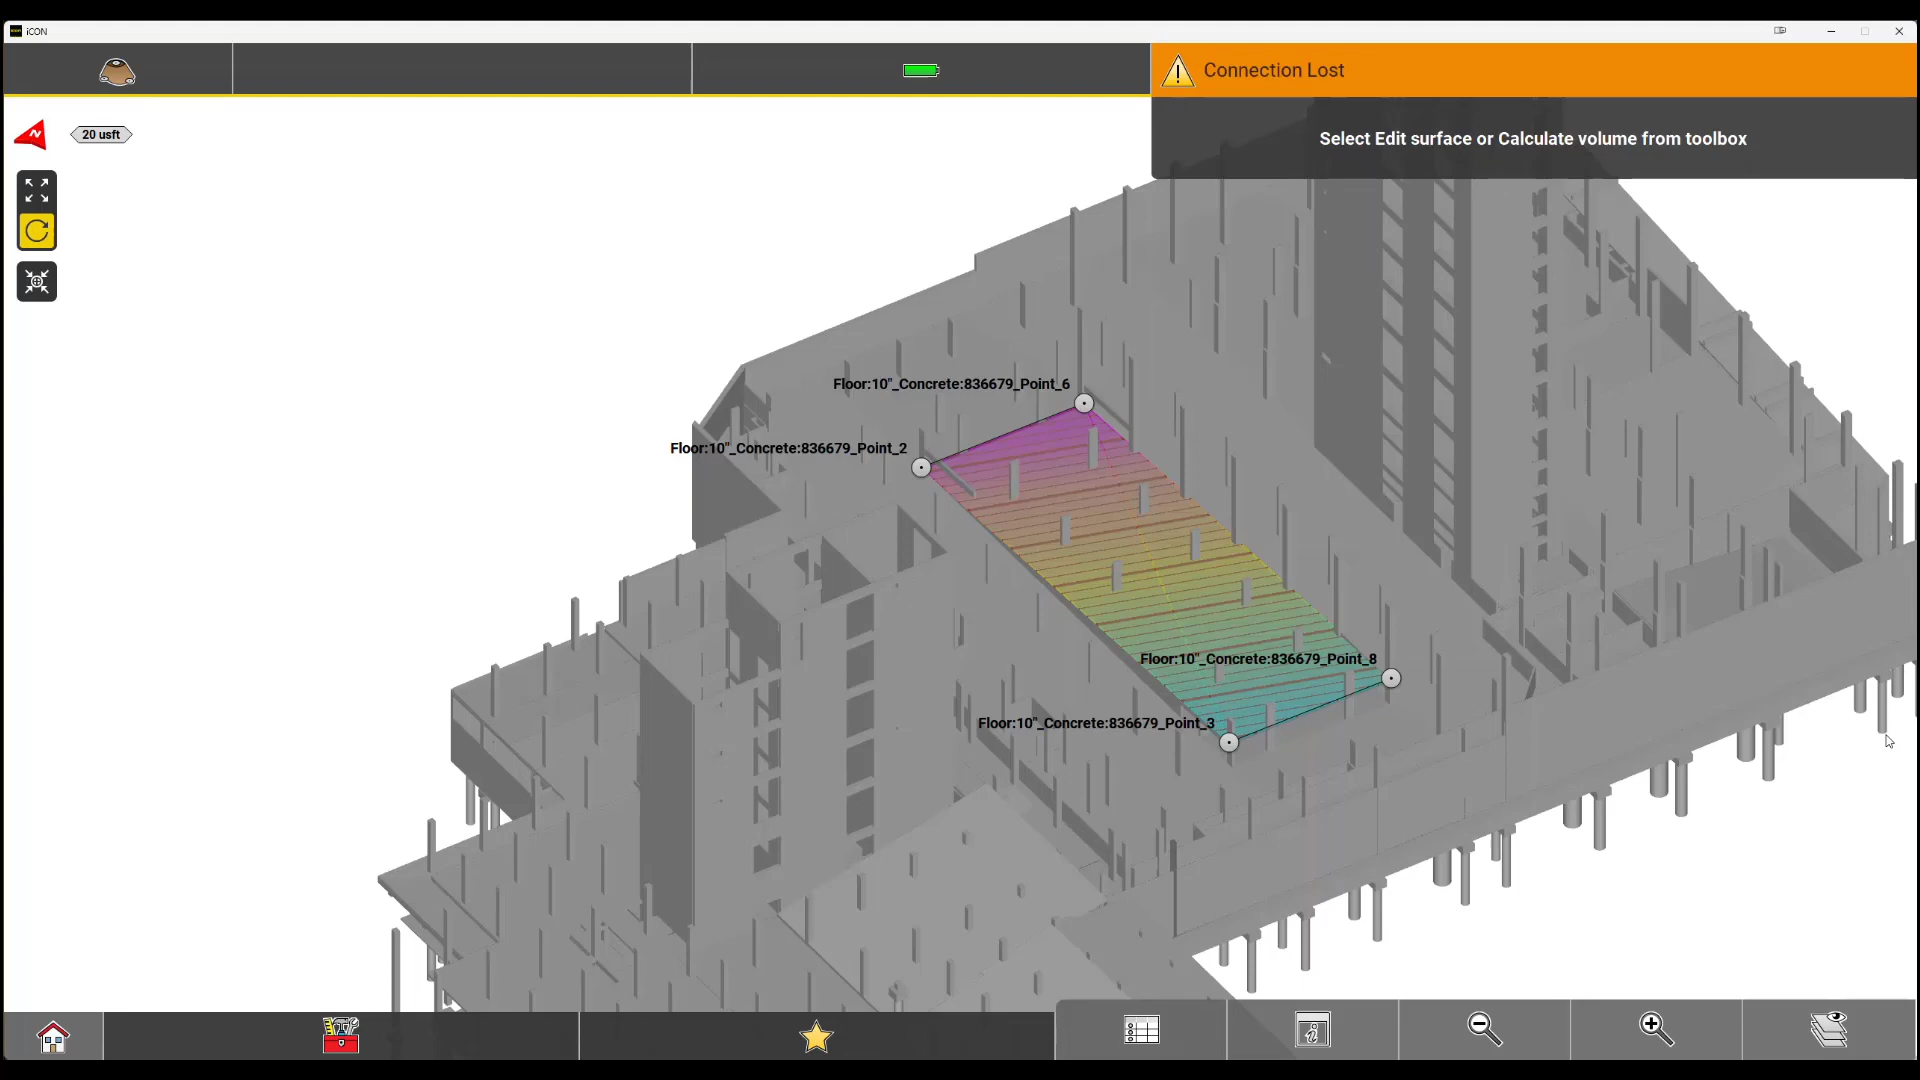 iCON
Connection Lost
20 usft
Select Edit surface or Calculate volume from toolbox
Floor:10"_Concrete:836679_Point_6
Floor:10"_Concrete:836679_Point_2
Floor:10"_Concrete:836679_Point_8
Floor:10"_Concrete:836679_Point_3